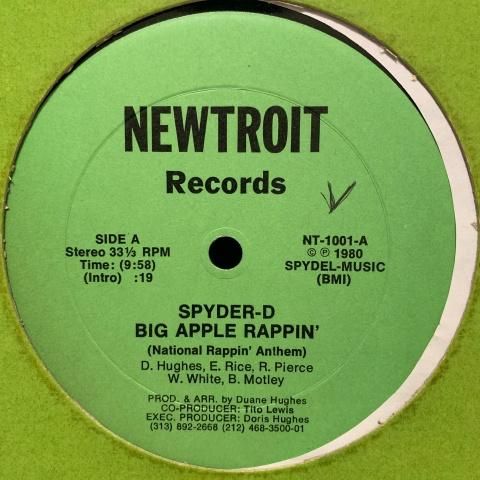 NEWTROIT
Records
SIDE A
Stereo 33⅓ RPM
Time: (9:58)
(Intro) :19
NT-1001-A
© ℗ 1980
SPYDEL-MUSIC
(BMI)
SPYDER-D
BIG APPLE RAPPIN'
(National Rappin' Anthem)
D. Hughes, E. Rice, R. Pierce
W. White, B. Motley
PROD. & ARR. by Duane Hughes
CO-PRODUCER: Tito Lewis
EXEC. PRODUCER: Doris Hughes
(313) 892-2668 (212) 468-3500-01